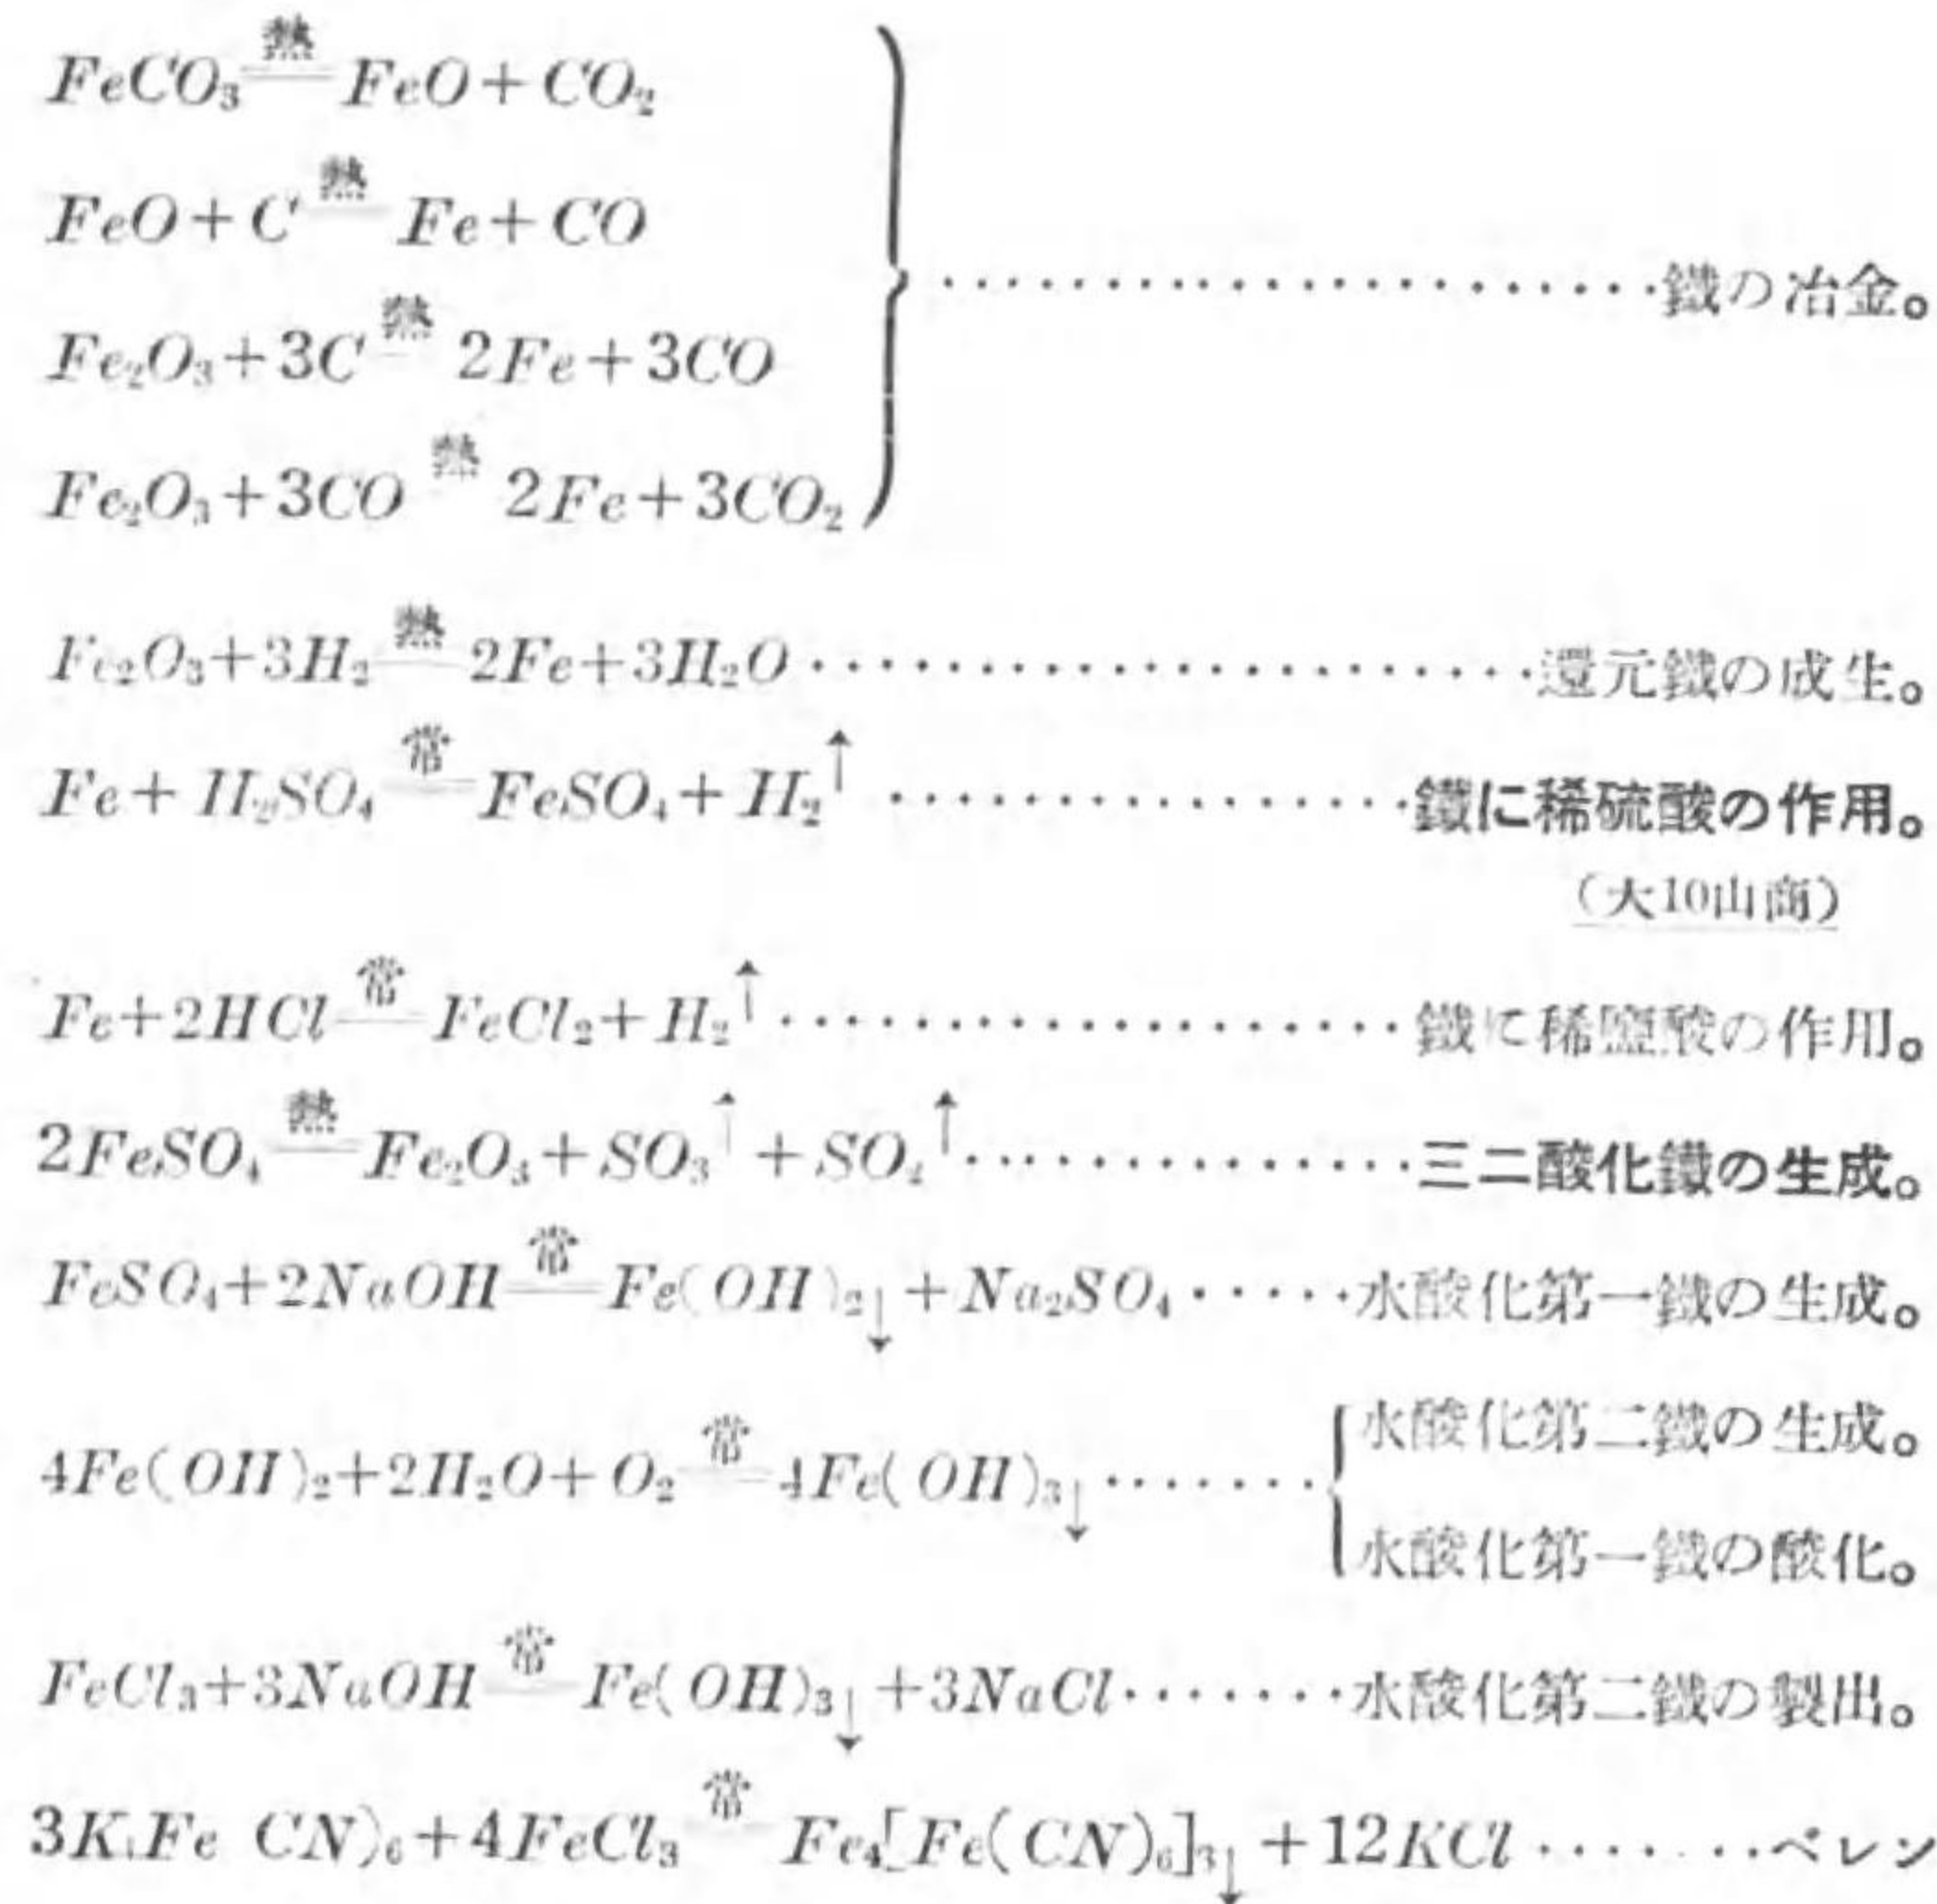 FeCO₃ 熱= FeO+CO₂
FeO+C 熱= Fe+CO
Fe₂O₃+3C 熱= 2Fe+3CO
Fe₂O₃+3CO 熱 2Fe+3CO₂
}‥‥‥‥‥‥‥‥‥‥‥‥鐵の冶金。
Fe₂O₃+3H₂ 熱= 2Fe+3H₂O‥‥‥‥‥‥‥‥‥‥‥‥還元鐵の成生。
Fe+H₂SO₄ 常= FeSO₄+H₂↑‥‥‥‥‥‥‥‥‥鐵に稀硫酸の作用。
(大10山商)
Fe+2HCl 常= FeCl₂+H₂↑‥‥‥‥‥‥‥‥‥‥鐵に稀鹽酸の作用。
2FeSO₄ 熱= Fe₂O₃+SO₃↑+SO₂↑‥‥‥‥‥‥‥三二酸化鐵の生成。
FeSO₄+2NaOH 常= Fe(OH)₂↓+Na₂SO₄‥‥‥水酸化第一鐵の生成。
4Fe(OH)₂+2H₂O+O₂ 常= 4Fe(OH)₃↓‥‥‥‥{水酸化第二鐵の生成。
水酸化第一鐵の酸化。
FeCl₃+3NaOH 常= Fe(OH)₃↓+3NaCl‥‥‥‥水酸化第二鐵の製出。
3K₄Fe(CN)₆+4FeCl₃ 常 Fe₄[Fe(CN)₆]₃↓+12KCl‥‥‥‥ベレン